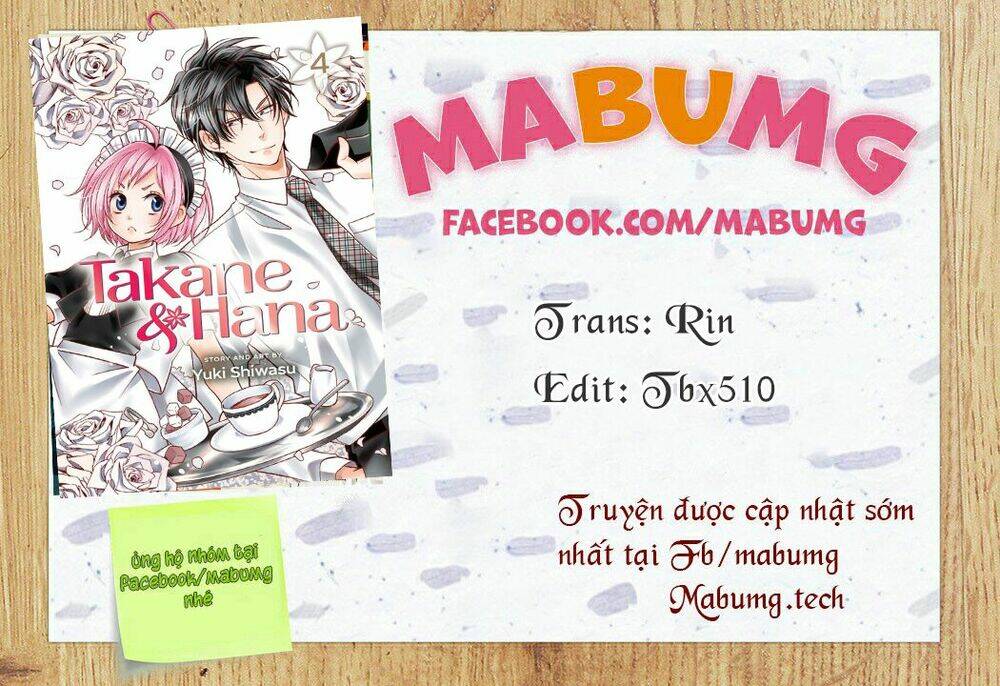 4
Takane
& Hana
STORY AND ART BY
Yuki Shiwasu
MABUMG
FACEBOOK.COM/MABUMG
Trans: Rin
Edit: Tbx510
Truyện được cập nhật sớm
nhất tại Fb/mabumg
Mabumg.tech
Ủng hộ nhóm tại
Facebook/mabumg
nhé